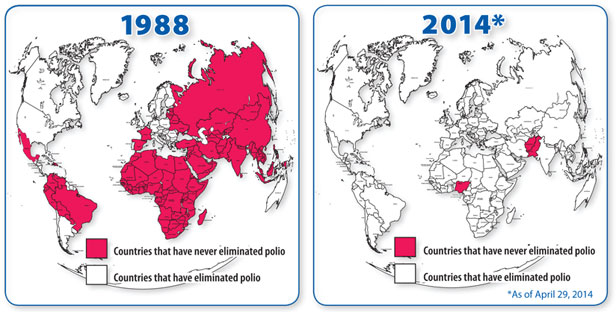 1988
Countries that have never eliminated polio
Countries that have eliminated polio
2014*
Countries that have never eliminated polio
Countries that have eliminated polio
*As of April 29, 2014